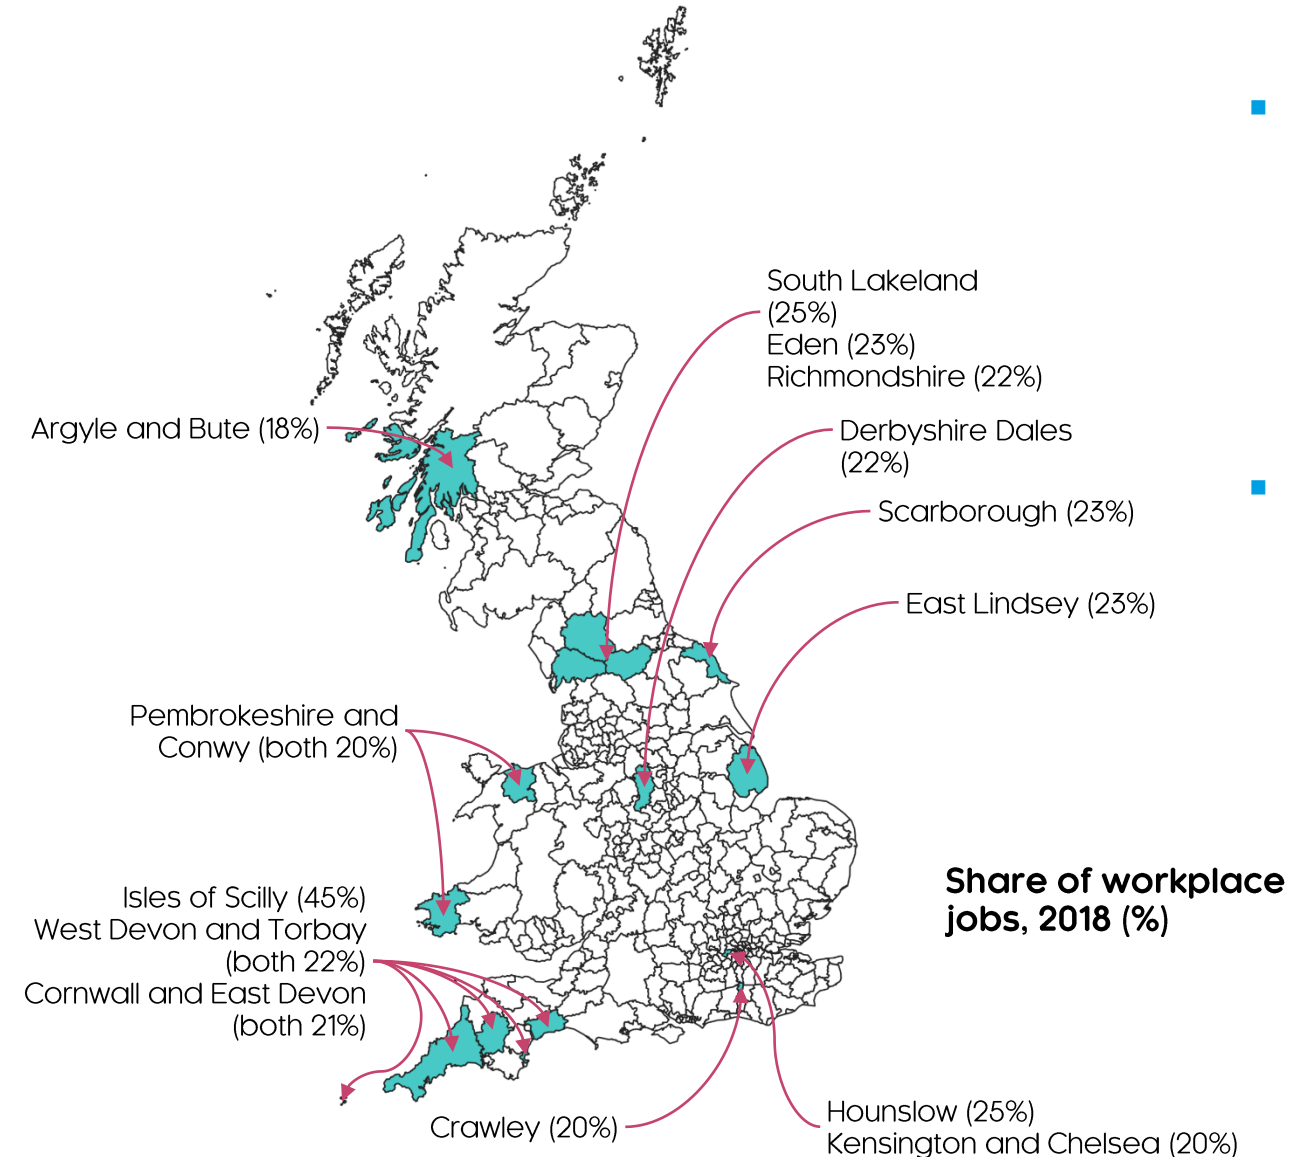 South Lakeland
(25%)
Eden (23%)
Richmondshire (22%)
Argyle and Bute (18%)
Derbyshire Dales
(22%)
Scarborough (23%)
East Lindsey (23%)
Pembrokeshire and
Conwy (both 20%)
Share of workplace
jobs, 2018 (%)
Isles of Scilly (45%)
West Devon and Torbay
(both 22%)
Cornwall and East Devon
(both 21%)
Crawley (20%)
Hounslow (25%)
Kensington and Chelsea (20%)